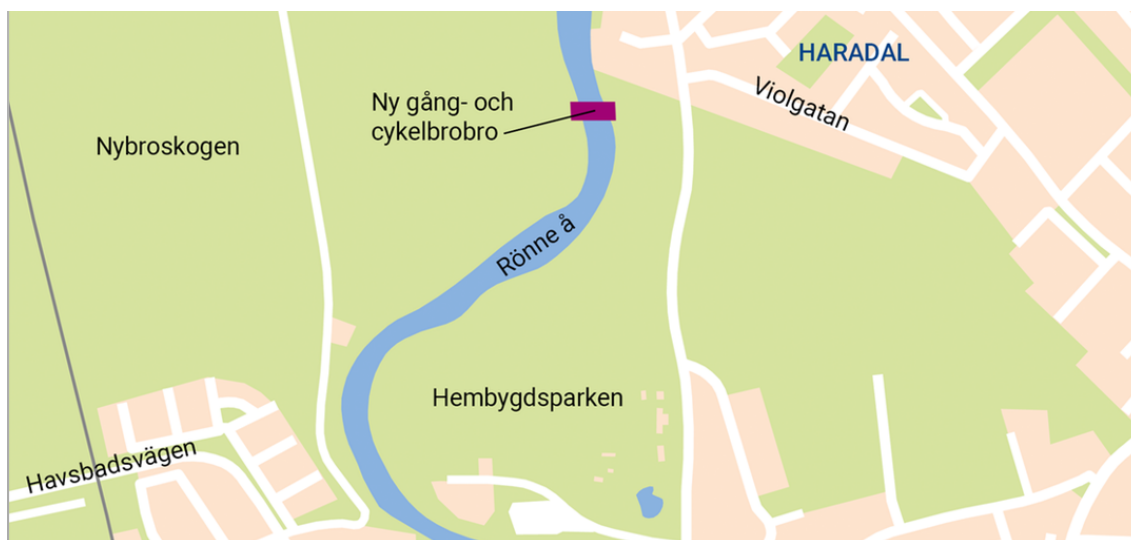 HARADAL
Violgatan
Ny gång- och
cykelbrobro
Nybroskogen
Rönne å
Hembygdsparken
Havsbadsvägen